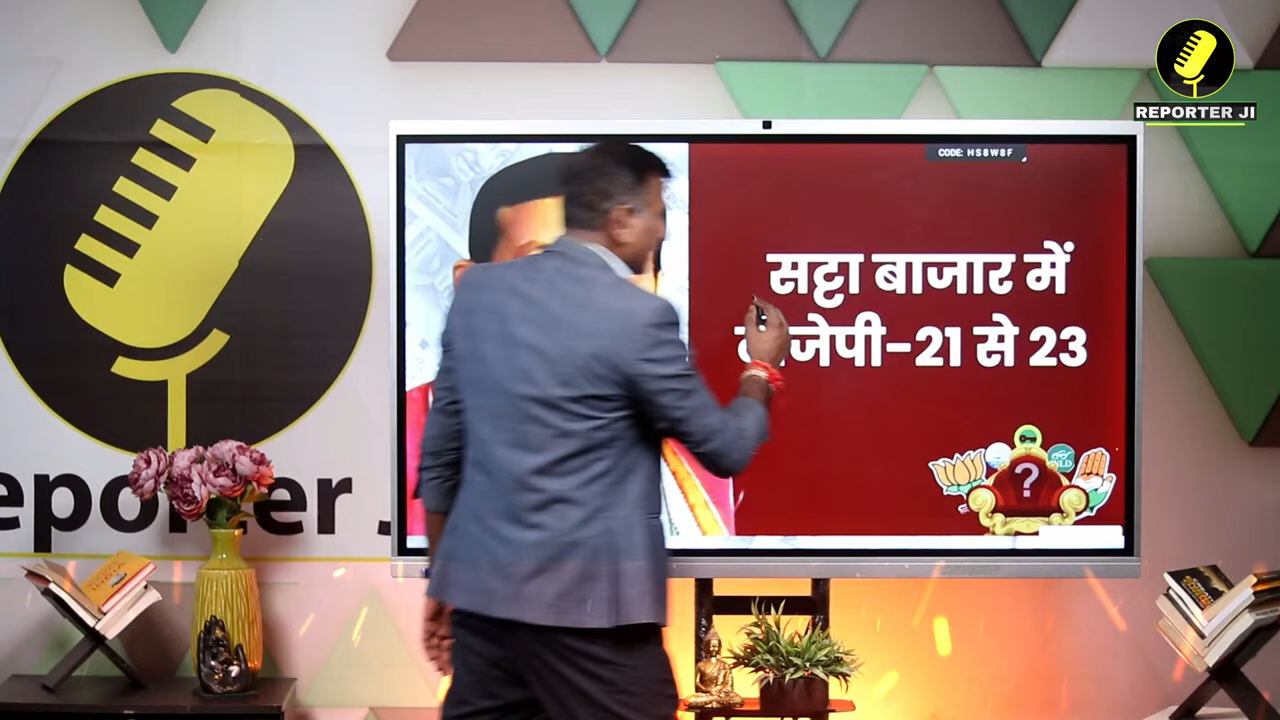 REPORTER JI
CODE: HS8W8F
सट्टा बाजार में
बीजेपी-21 से 23
?